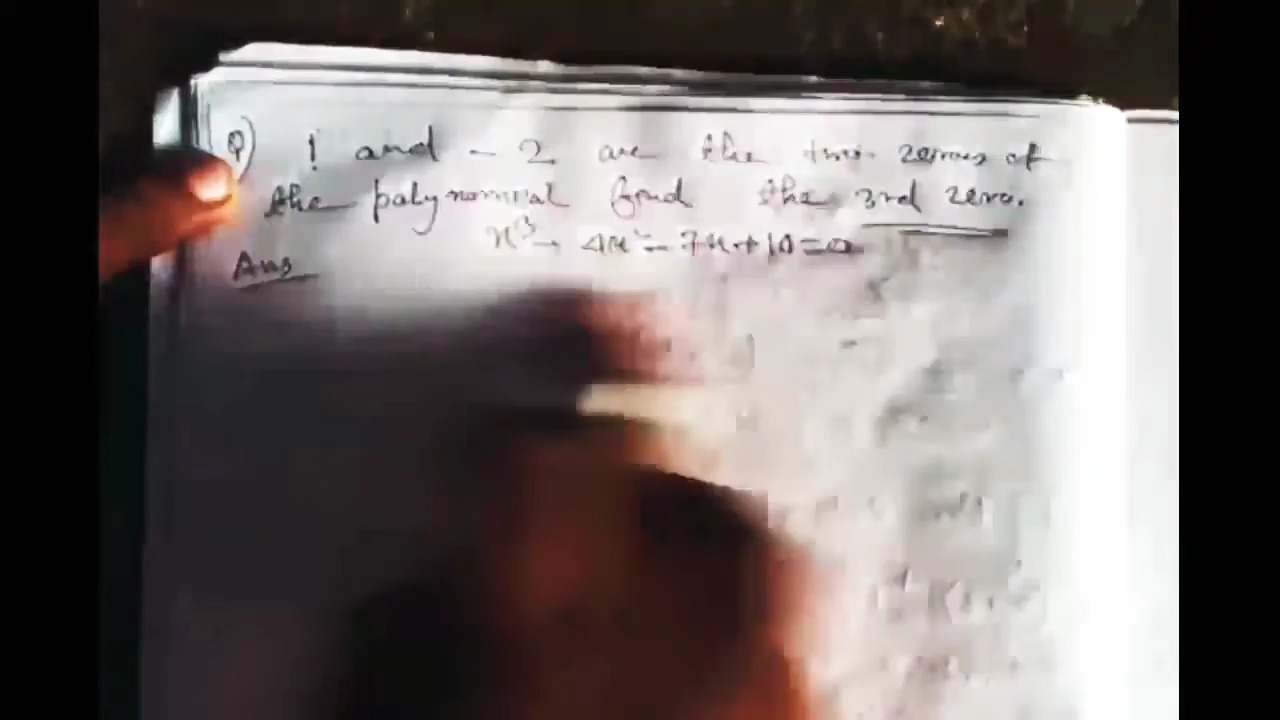 Q) 1 and - 2 are the two zeroes of
the polynomial find the 3rd zero.
x³ - 4x² - 7x + 10 = 0
Ans